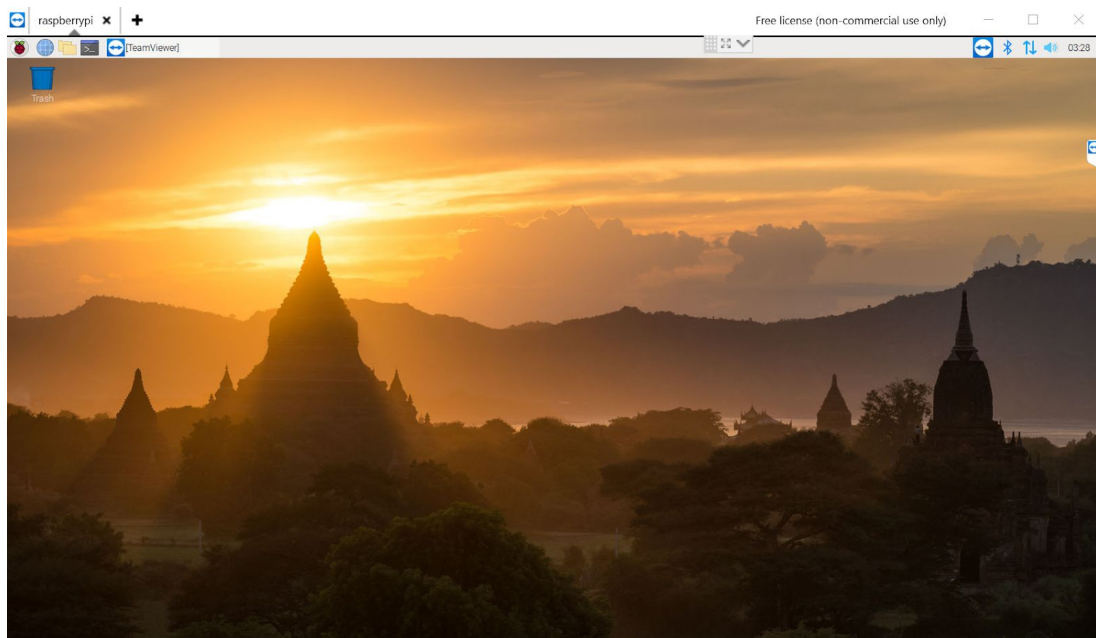 raspberrypi
Free license (non-commercial use only)
[TeamViewer]
03:28
Trash